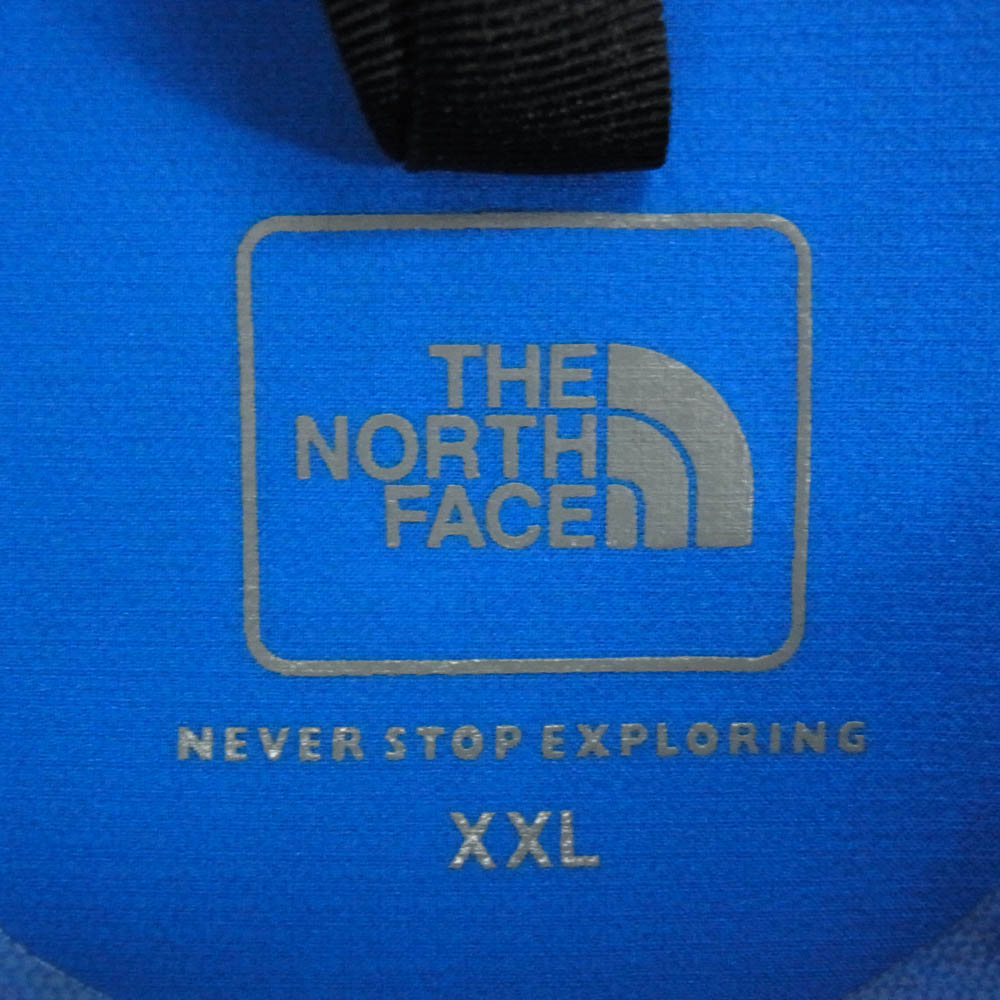 THE
NORTH
FACE
NEVER STOP EXPLORING
XXL